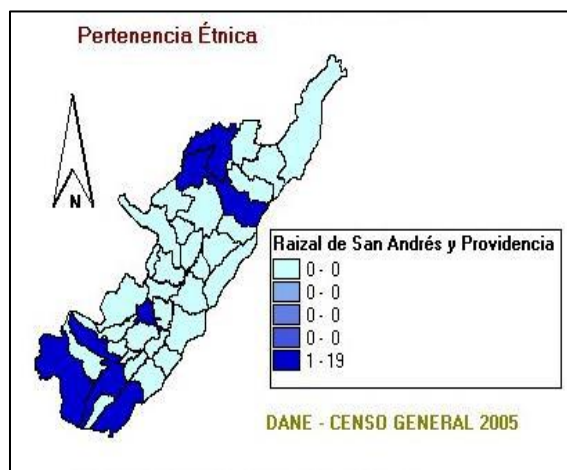 Pertenencia Étnica
N
Raizal de San Andrés y Providencia
0 - 0
0 - 0
0 - 0
0 - 0
1 - 19
DANE - CENSO GENERAL 2005